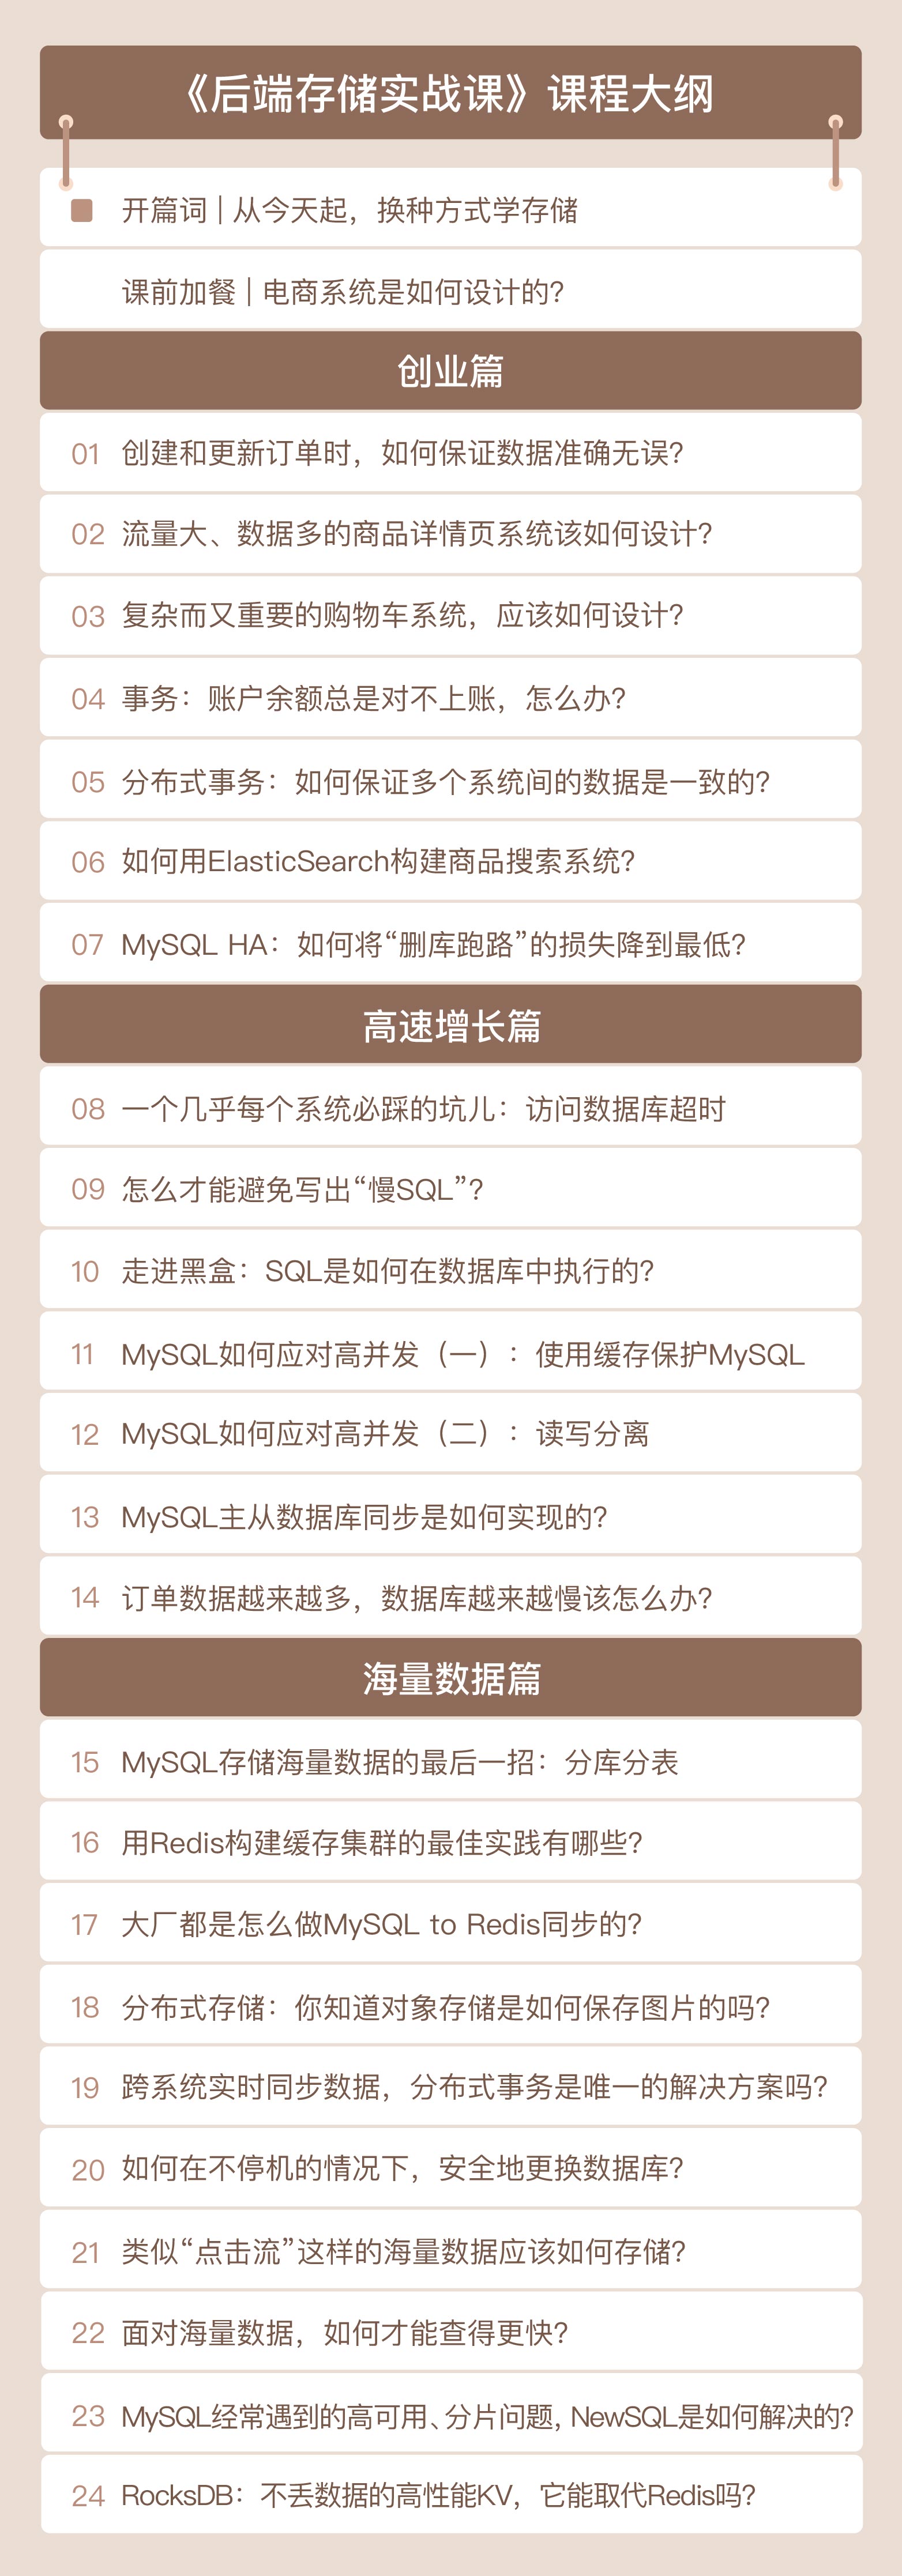 《后端存储实战课》课程大纲
开篇词 | 从今天起，换种方式学存储
课前加餐 | 电商系统是如何设计的？
创业篇
01 创建和更新订单时，如何保证数据准确无误？
02 流量大、数据多的商品详情页系统该如何设计？
03 复杂而又重要的购物车系统，应该如何设计？
04 事务：账户余额总是对不上账，怎么办？
05 分布式事务：如何保证多个系统间的数据是一致的？
06 如何用ElasticSearch构建商品搜索系统？
07 MySQL HA：如何将“删库跑路”的损失降到最低？
高速增长篇
08 一个几乎每个系统必踩的坑儿：访问数据库超时
09 怎么才能避免写出“慢SQL”？
10 走进黑盒：SQL是如何在数据库中执行的？
11 MySQL如何应对高并发（一）：使用缓存保护MySQL
12 MySQL如何应对高并发（二）：读写分离
13 MySQL主从数据库同步是如何实现的？
14 订单数据越来越多，数据库越来越慢该怎么办？
海量数据篇
15 MySQL存储海量数据的最后一招：分库分表
16 用Redis构建缓存集群的最佳实践有哪些？
17 大厂都是怎么做MySQL to Redis同步的？
18 分布式存储：你知道对象存储是如何保存图片的吗？
19 跨系统实时同步数据，分布式事务是唯一的解决方案吗？
20 如何在不停机的情况下，安全地更换数据库？
21 类似“点击流”这样的海量数据应该如何存储？
22 面对海量数据，如何才能查得更快？
23 MySQL经常遇到的高可用、分片问题，NewSQL是如何解决的？
24 RocksDB：不丢数据的高性能KV，它能取代Redis吗？